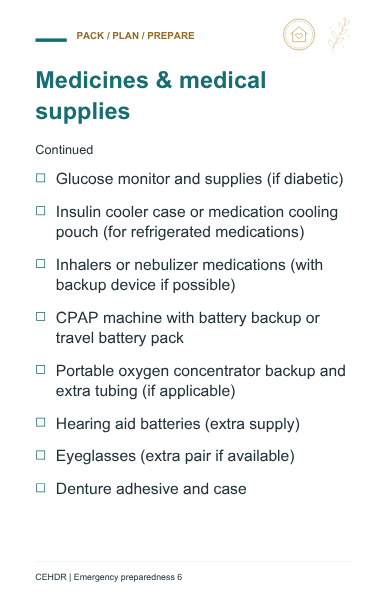 PACK / PLAN / PREPARE
Medicines & medical
supplies
Continued
☐ Glucose monitor and supplies (if diabetic)
☐ Insulin cooler case or medication cooling
pouch (for refrigerated medications)
☐ Inhalers or nebulizer medications (with
backup device if possible)
☐ CPAP machine with battery backup or
travel battery pack
☐ Portable oxygen concentrator backup and
extra tubing (if applicable)
☐ Hearing aid batteries (extra supply)
☐ Eyeglasses (extra pair if available)
☐ Denture adhesive and case
CEHDR | Emergency preparedness 6